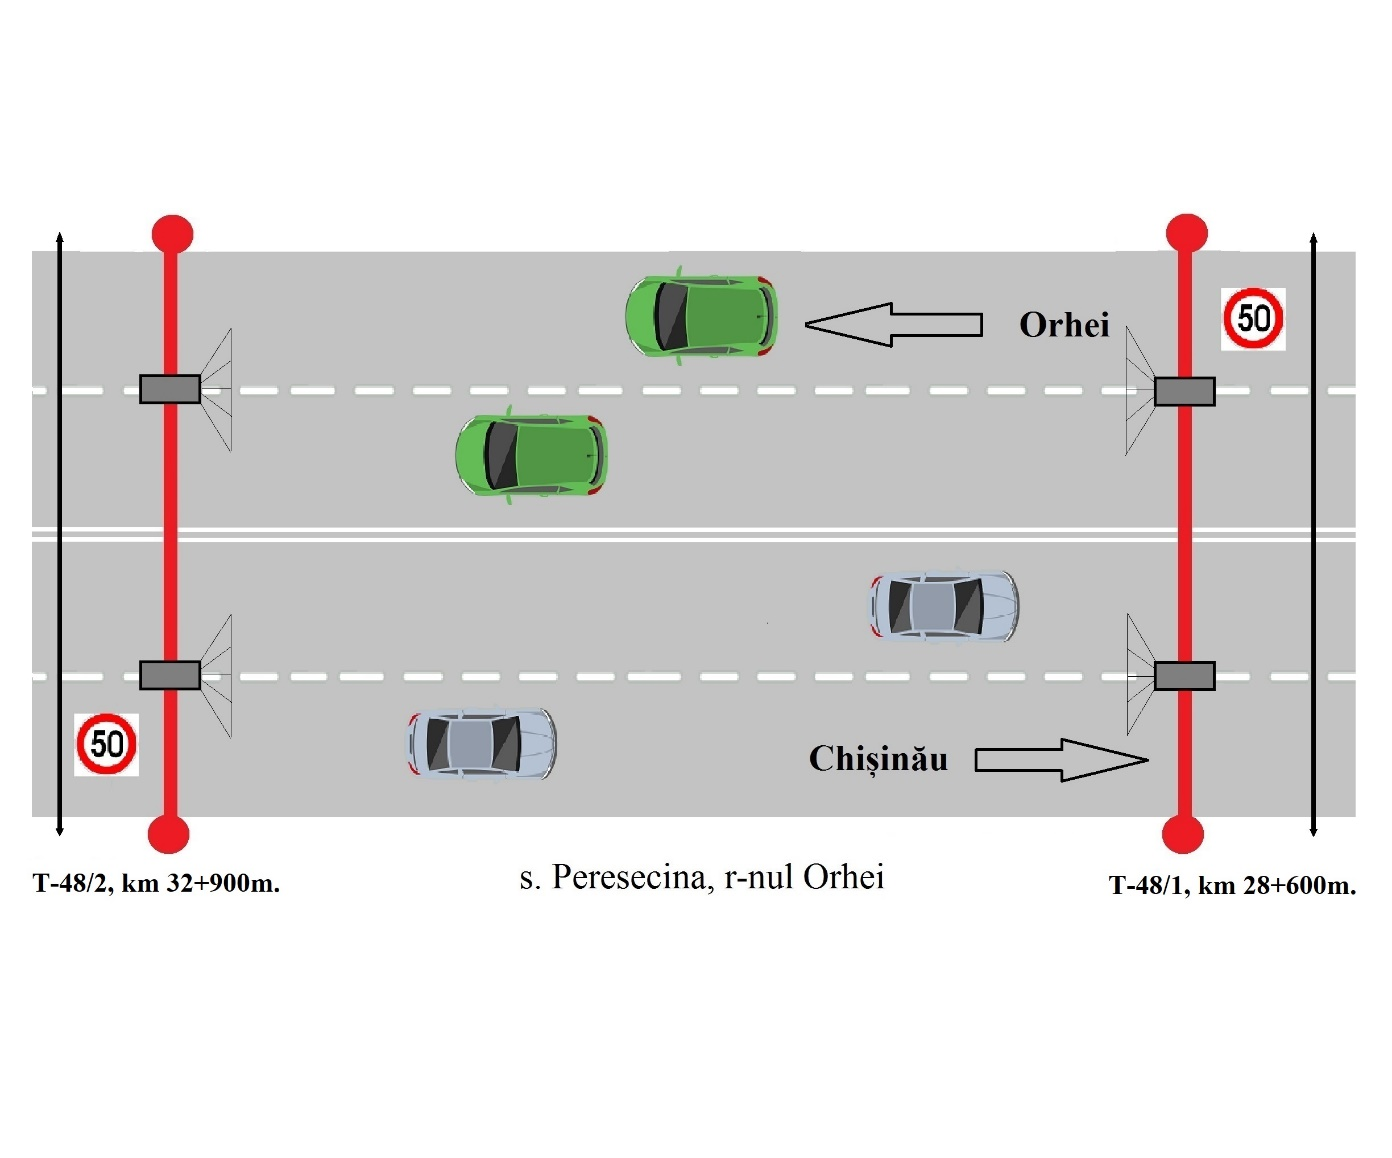 Orhei
50
50
Chișinău
T-48/2, km 32+900m.
s. Peresecina, r-nul Orhei
T-48/1, km 28+600m.